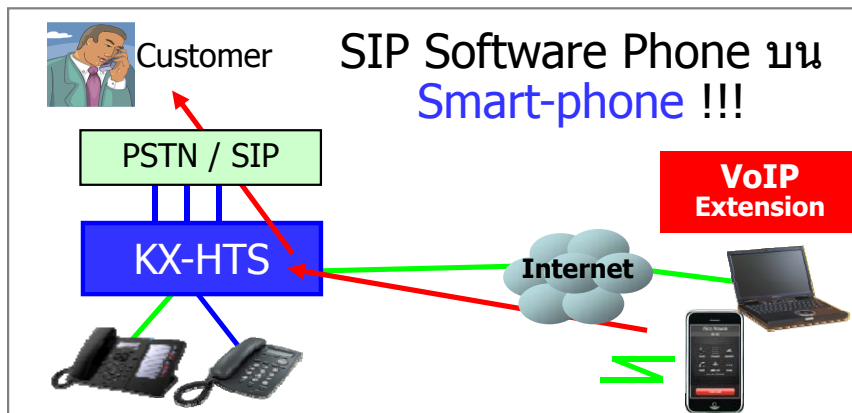 Customer
SIP Software Phone บน
Smart-phone !!!
PSTN / SIP
VoIP
Extension
KX-HTS
Internet